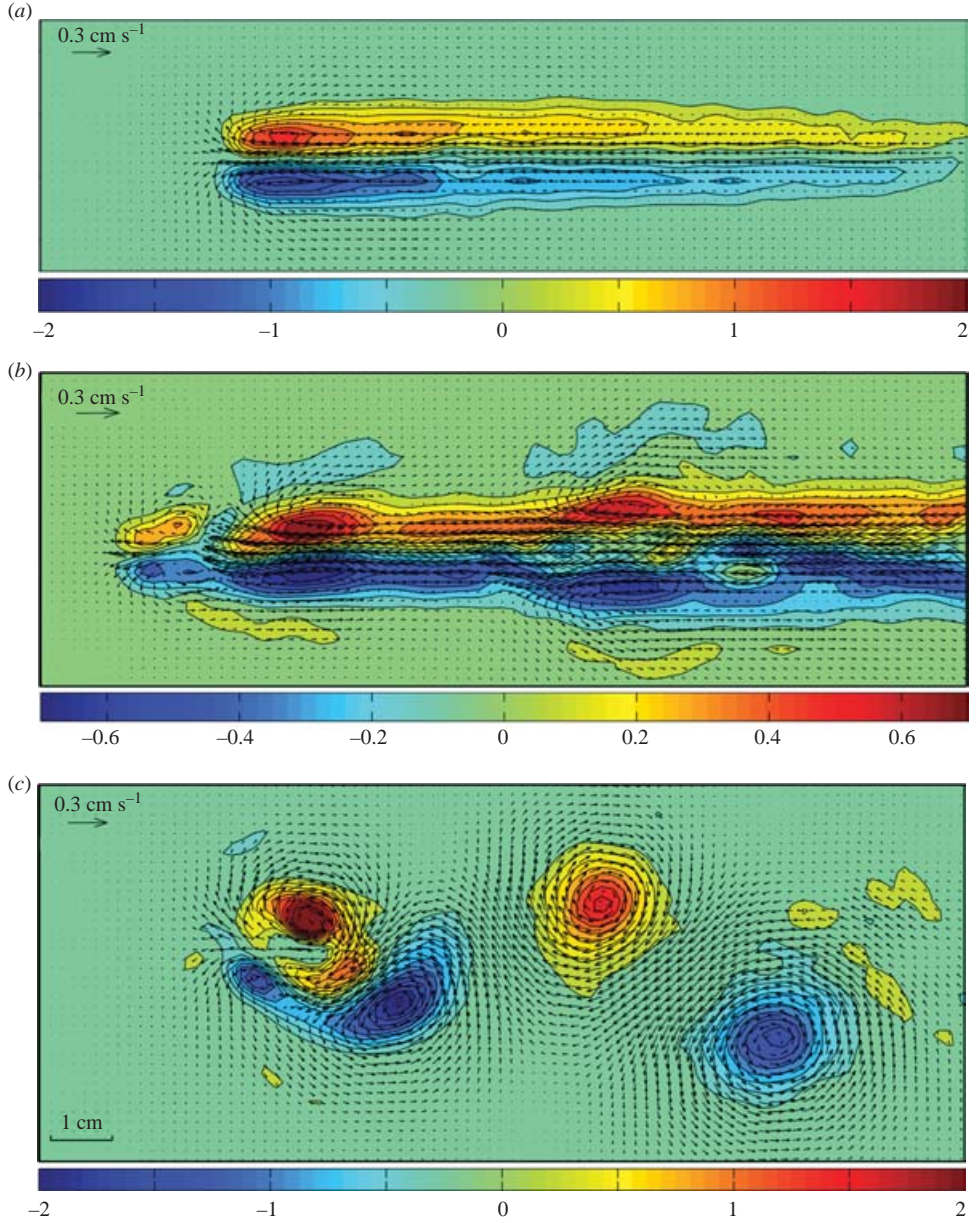 (a)
0.3 cm s–1
–2 –1 0 1 2
(b)
0.3 cm s–1
–0.6 –0.4 –0.2 0 0.2 0.4 0.6
(c)
0.3 cm s–1
1 cm
–2 –1 0 1 2